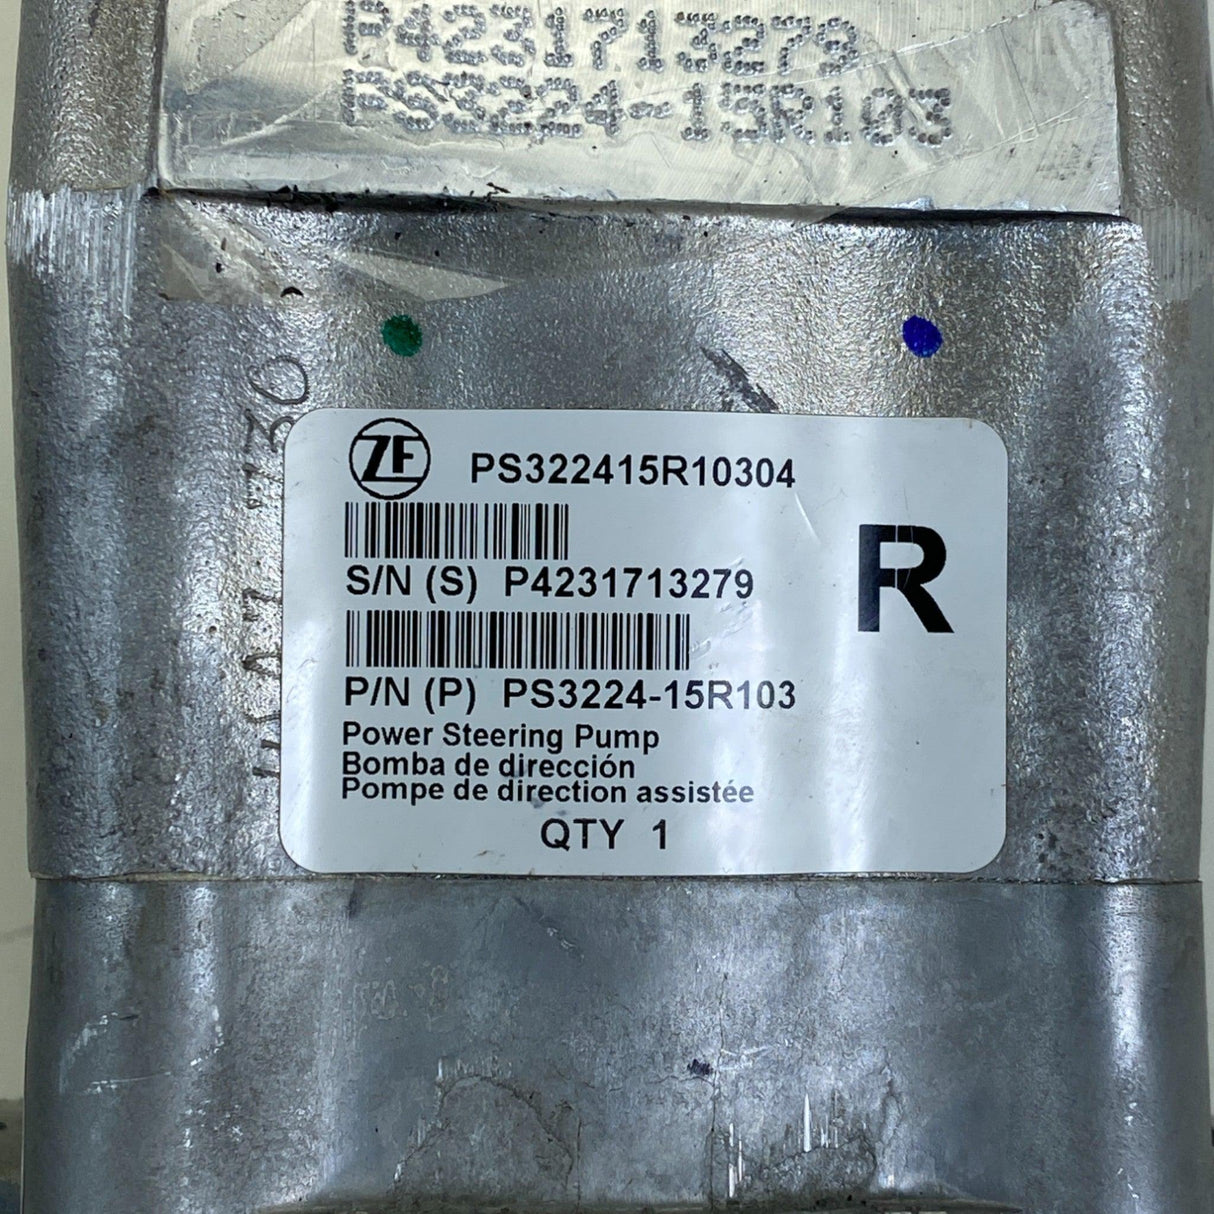 P4231713279
PS3224-15R103
30
ZF PS322415R10304
R
S/N (S) P4231713279
P/N (P) PS3224-15R103
Power Steering Pump
Bomba de dirección
Pompe de direction assistée
QTY 1